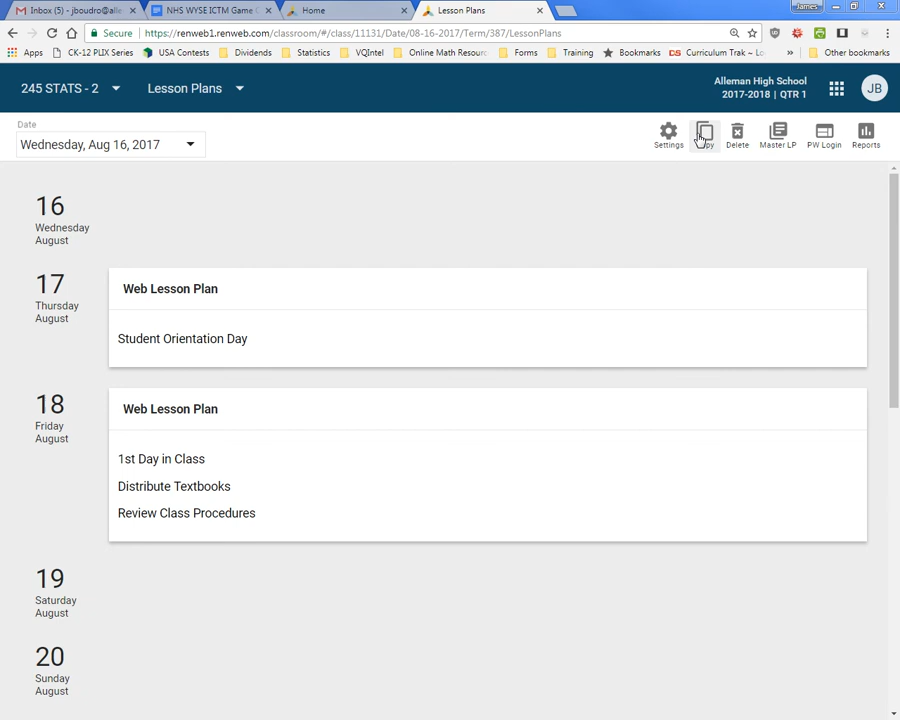 Inbox (5) - jboudro@alle
NHS WYSE ICTM Game C
Home
Lesson Plans
James
Secure
https://renweb1.renweb.com/classroom/#/class/11131/Date/08-16-2017/Term/387/LessonPlans
Apps
CK-12 PLIX Series
USA Contests
Dividends
Statistics
VQIntel
Online Math Resourc
Forms
Training
Bookmarks
CS Curriculum Trak ~ Lo
»
Other bookmarks
245 STATS - 2
Lesson Plans
Alleman High School
2017-2018 | QTR 1
JB
Date
Wednesday, Aug 16, 2017
Settings
Copy
Delete
Master LP
PW Login
Reports
16
Wednesday
August
17
Thursday
August
Web Lesson Plan
Student Orientation Day
18
Friday
August
Web Lesson Plan
1st Day in Class
Distribute Textbooks
Review Class Procedures
19
Saturday
August
20
Sunday
August